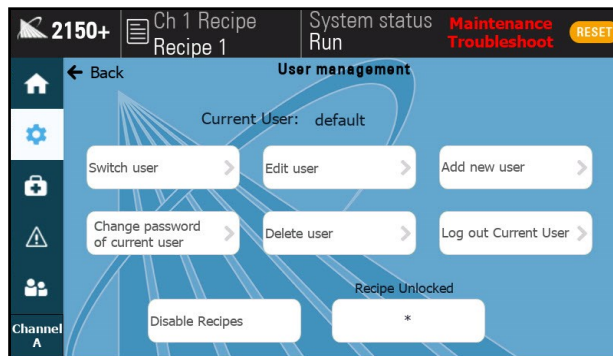 2150+
Ch 1 Recipe
Recipe 1
System status
Run
Maintenance
Troubleshoot
RESET
← Back
User management
Current User: default
Switch user
Edit user
Add new user
Change password
of current user
Delete user
Log out Current User
Recipe Unlocked
Disable Recipes
*
Channel
A